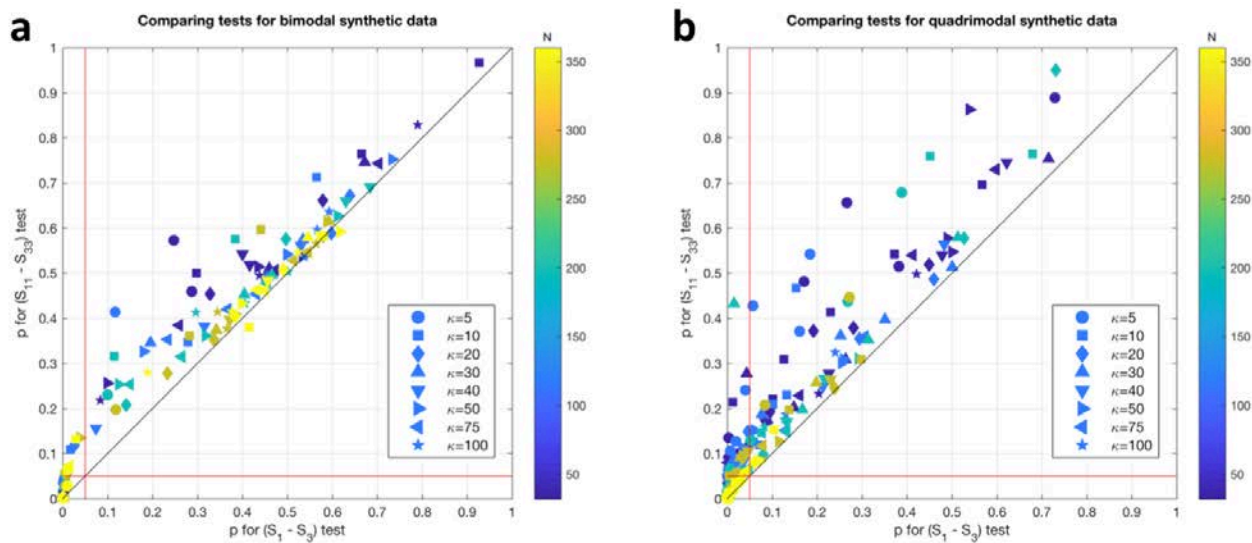 a
Comparing tests for bimodal synthetic data
N
1
0.9
0.8
0.7
0.6
0.5
0.4
0.3
0.2
0.1
0
p for (S11 - S33) test
0 0.1 0.2 0.3 0.4 0.5 0.6 0.7 0.8 0.9 1
p for (S1 - S3) test
κ=5
κ=10
κ=20
κ=30
κ=40
κ=50
κ=75
κ=100
350
300
250
200
150
100
50
b
Comparing tests for quadrimodal synthetic data
N
1
0.9
0.8
0.7
0.6
0.5
0.4
0.3
0.2
0.1
0
p for (S11 - S33) test
0 0.1 0.2 0.3 0.4 0.5 0.6 0.7 0.8 0.9 1
p for (S1 - S3) test
κ=5
κ=10
κ=20
κ=30
κ=40
κ=50
κ=75
κ=100
350
300
250
200
150
100
50